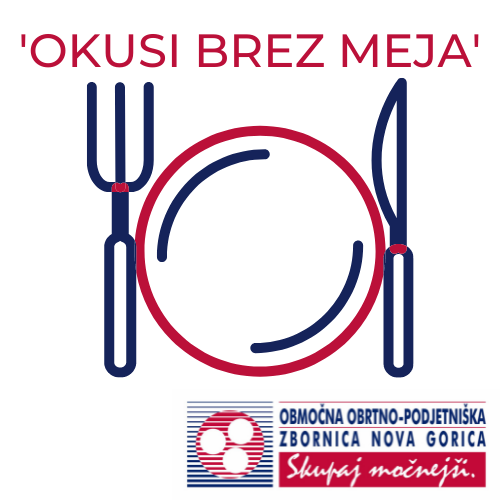 'OKUSI BREZ MEJA'
OBMOČNA OBRTNO-PODJETNIŠKA
ZBORNICA NOVA GORICA
Skupaj močnejši.